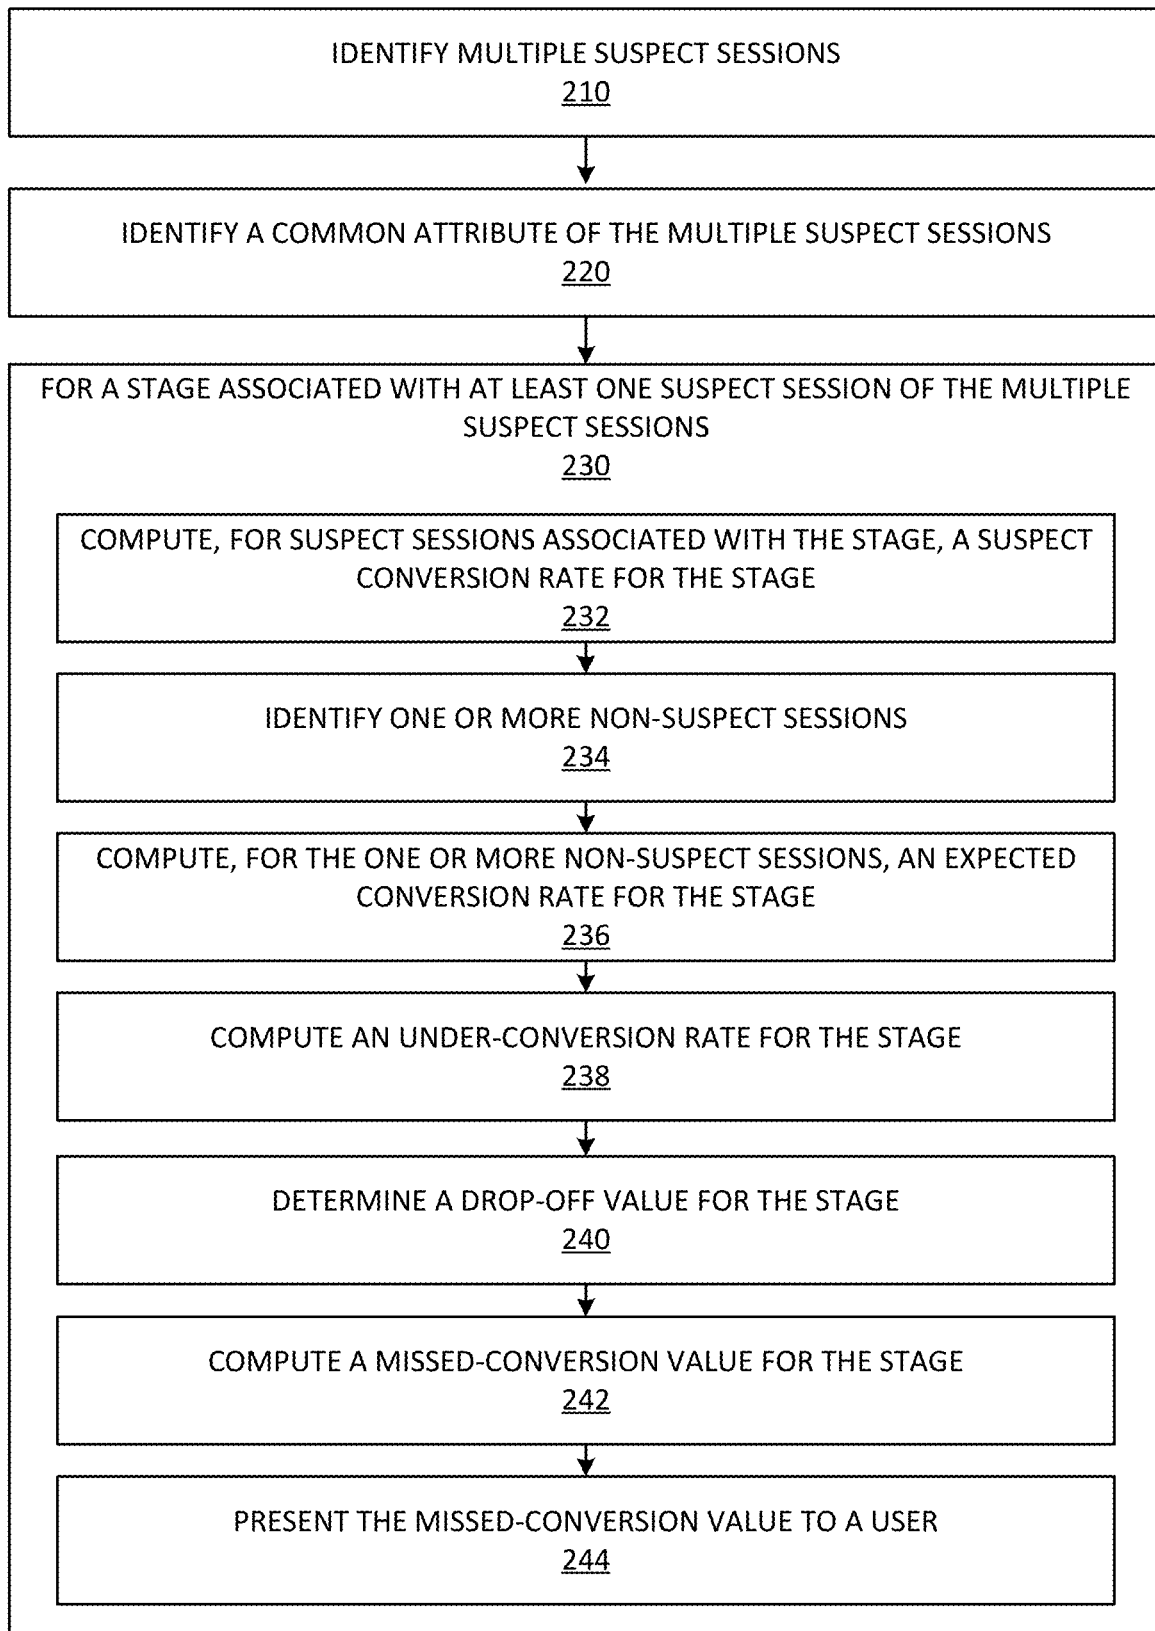 IDENTIFY MULTIPLE SUSPECT SESSIONS
210
IDENTIFY A COMMON ATTRIBUTE OF THE MULTIPLE SUSPECT SESSIONS
220
FOR A STAGE ASSOCIATED WITH AT LEAST ONE SUSPECT SESSION OF THE MULTIPLE
SUSPECT SESSIONS
230
COMPUTE, FOR SUSPECT SESSIONS ASSOCIATED WITH THE STAGE, A SUSPECT
CONVERSION RATE FOR THE STAGE
232
IDENTIFY ONE OR MORE NON-SUSPECT SESSIONS
234
COMPUTE, FOR THE ONE OR MORE NON-SUSPECT SESSIONS, AN EXPECTED
CONVERSION RATE FOR THE STAGE
236
COMPUTE AN UNDER-CONVERSION RATE FOR THE STAGE
238
DETERMINE A DROP-OFF VALUE FOR THE STAGE
240
COMPUTE A MISSED-CONVERSION VALUE FOR THE STAGE
242
PRESENT THE MISSED-CONVERSION VALUE TO A USER
244